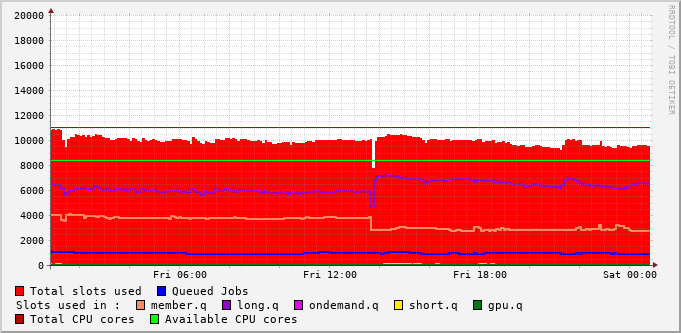 RRDTOOL / TOBI OETIKER
20000
18000
16000
14000
12000
10000
8000
6000
4000
2000
0
Fri 06:00 Fri 12:00 Fri 18:00 Sat 00:00
Total slots used Queued Jobs
Slots used in : member.q long.q ondemand.q short.q gpu.q
Total CPU cores Available CPU cores